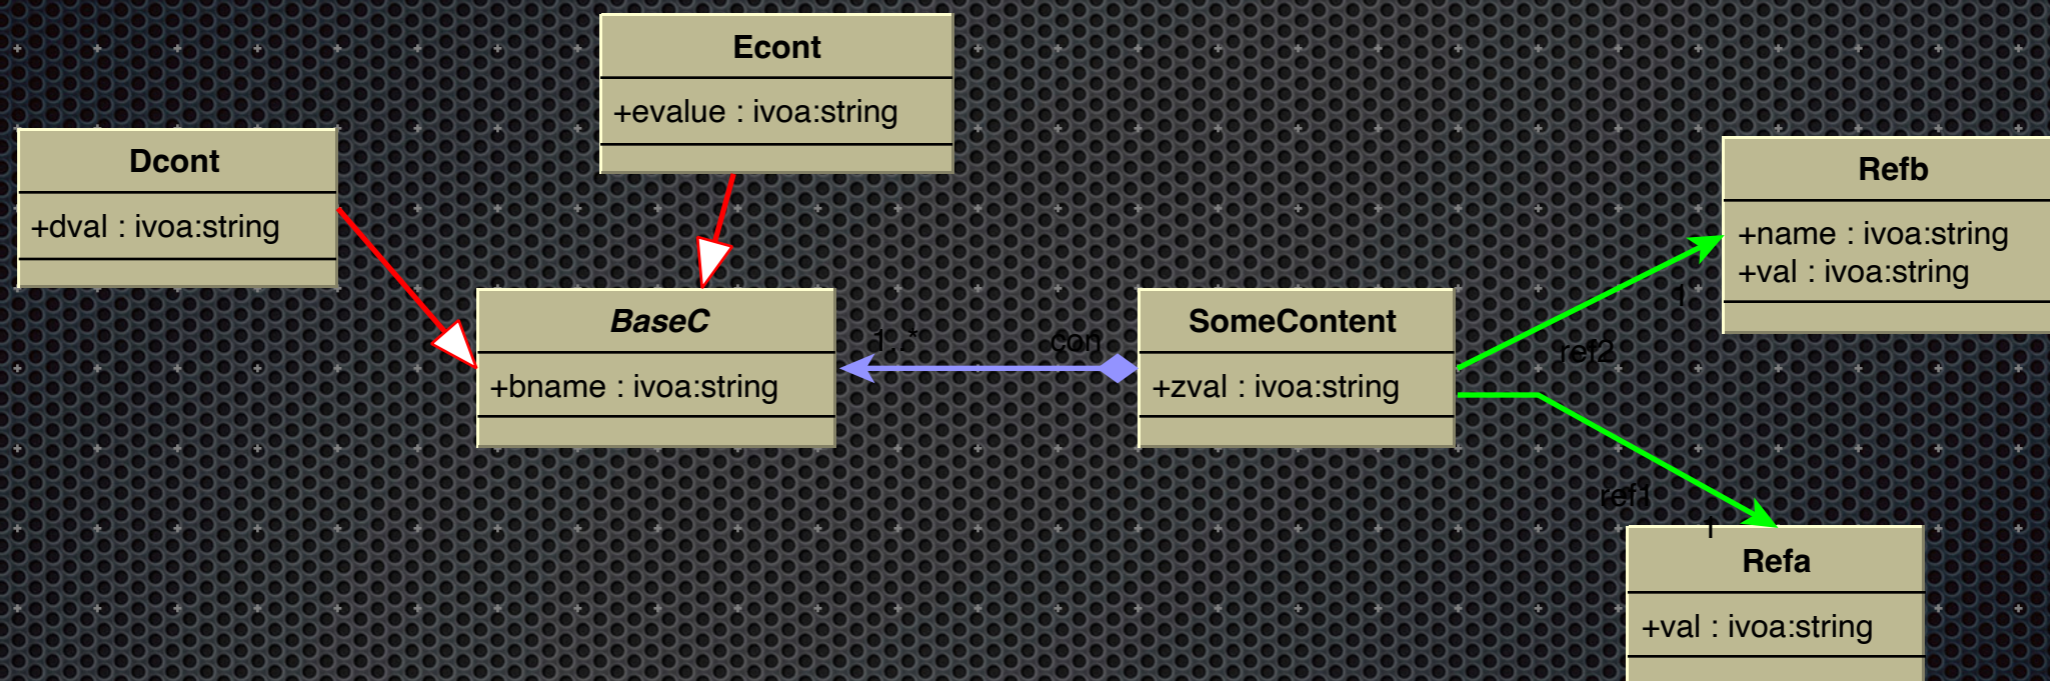 Econt
+evalue : ivoa:string
Dcont
+dval : ivoa:string
Refb
+name : ivoa:string
+val : ivoa:string
1
BaseC
+bname : ivoa:string
1..*
con
SomeContent
+zval : ivoa:string
ref2
ref1
1
Refa
+val : ivoa:string